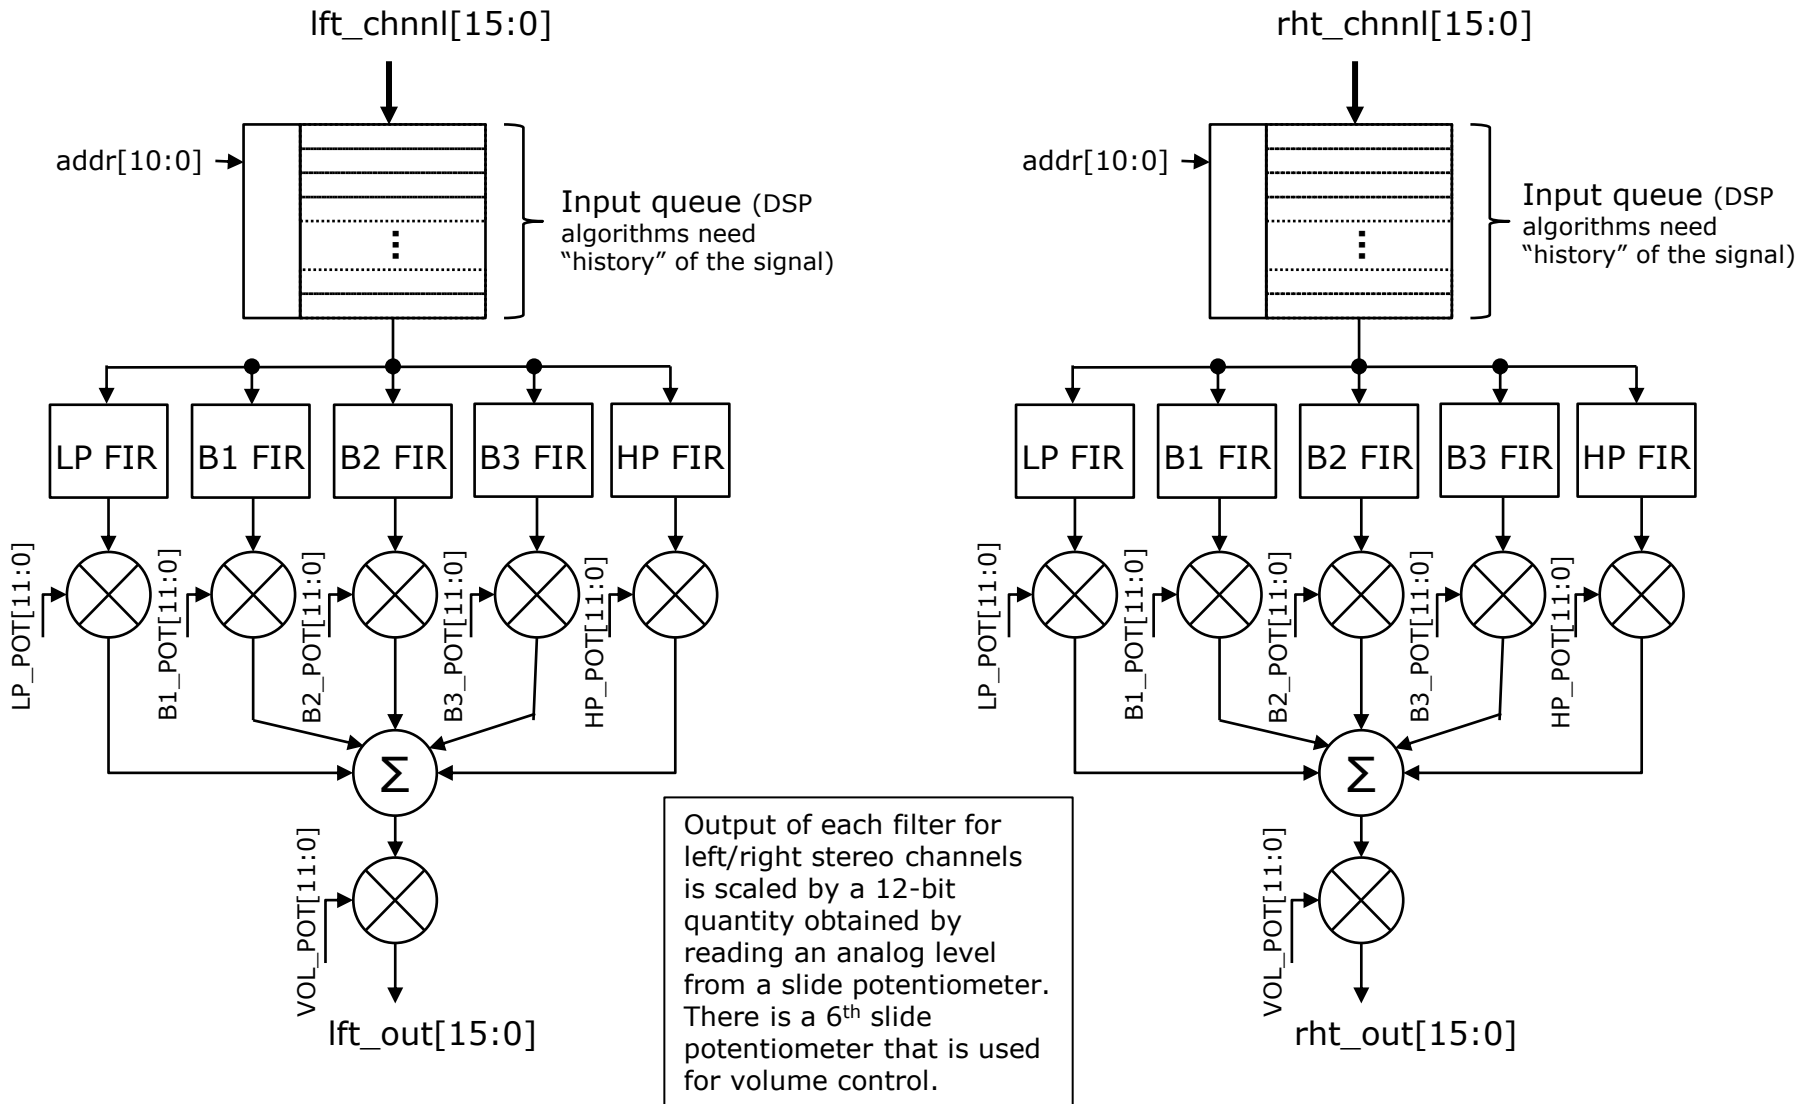 lft_chnnl[15:0]
rht_chnnl[15:0]
addr[10:0]
Input queue (DSP
algorithms need
“history” of the signal)
addr[10:0]
Input queue (DSP
algorithms need
“history” of the signal)
LP FIR
B1 FIR
B2 FIR
B3 FIR
HP FIR
LP FIR
B1 FIR
B2 FIR
B3 FIR
HP FIR
LP_POT[11:0]
B1_POT[11:0]
B2_POT[11:0]
B3_POT[11:0]
HP_POT[11:0]
LP_POT[11:0]
B1_POT[11:0]
B2_POT[11:0]
B3_POT[11:0]
HP_POT[11:0]
Σ
Σ
VOL_POT[11:0]
VOL_POT[11:0]
lft_out[15:0]
rht_out[15:0]
Output of each filter for
left/right stereo channels
is scaled by a 12-bit
quantity obtained by
reading an analog level
from a slide potentiometer.
There is a 6th slide
potentiometer that is used
for volume control.